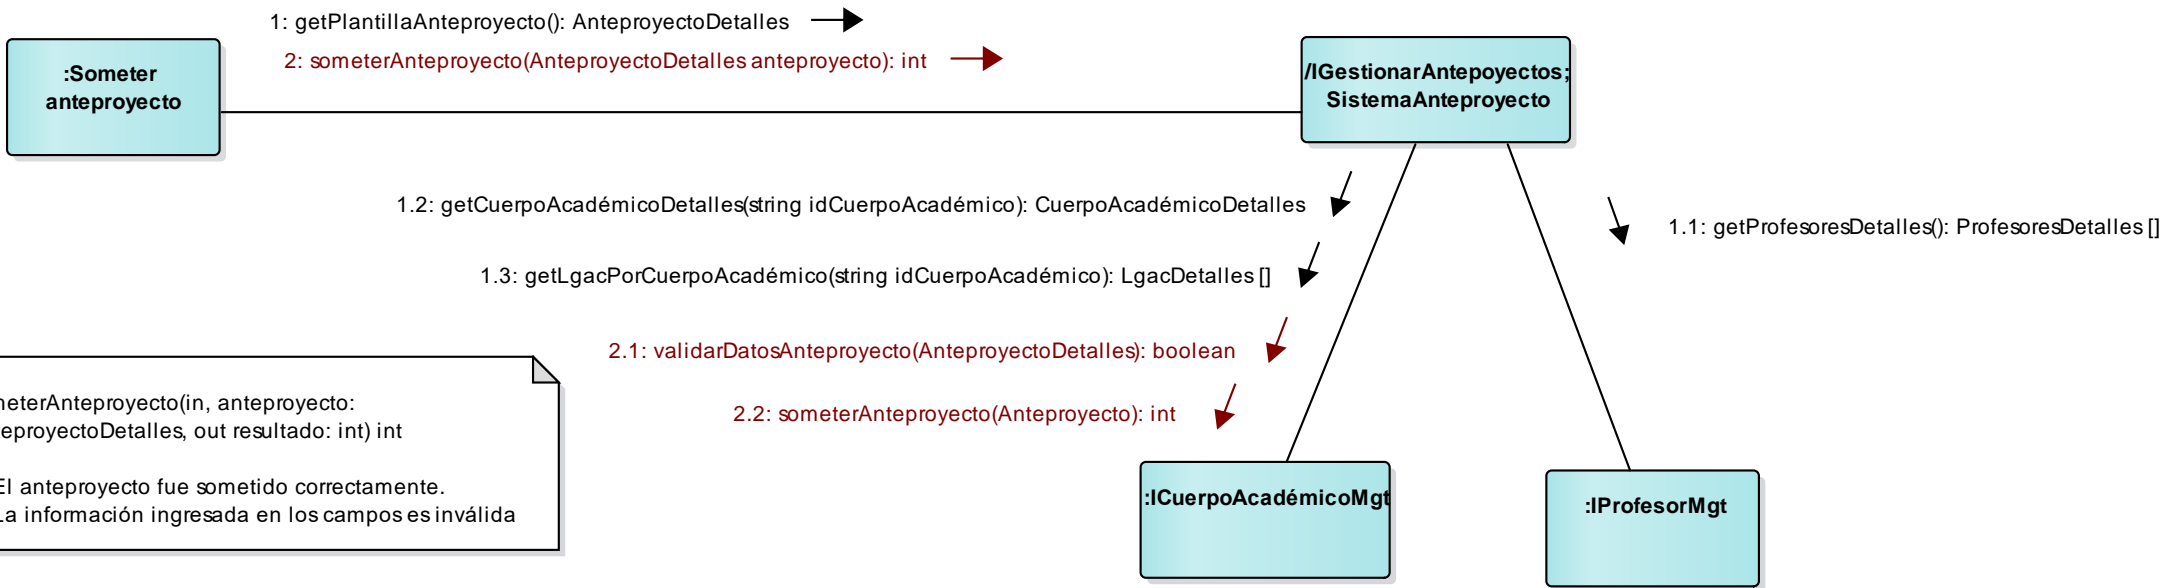 1: getPlantillaAnteproyecto(): AnteproyectoDetalles
2: someterAnteproyecto(AnteproyectoDetalles anteproyecto): int
:Someter
anteproyecto
/IGestionarAntepoyectos;
SistemaAnteproyecto
1.2: getCuerpoAcadémicoDetalles(string idCuerpoAcadémico): CuerpoAcadémicoDetalles
1.1: getProfesoresDetalles(): ProfesoresDetalles []
1.3: getLgacPorCuerpoAcadémico(string idCuerpoAcadémico): LgacDetalles []
2.1: validarDatosAnteproyecto(AnteproyectoDetalles): boolean
2.2: someterAnteproyecto(Anteproyecto): int
neterAnteproyecto(in, anteproyecto:
eproyectoDetalles, out resultado: int) int
El anteproyecto fue sometido correctamente.
La información ingresada en los campos es inválida
:ICuerpoAcadémicoMgt
:IProfesorMgt